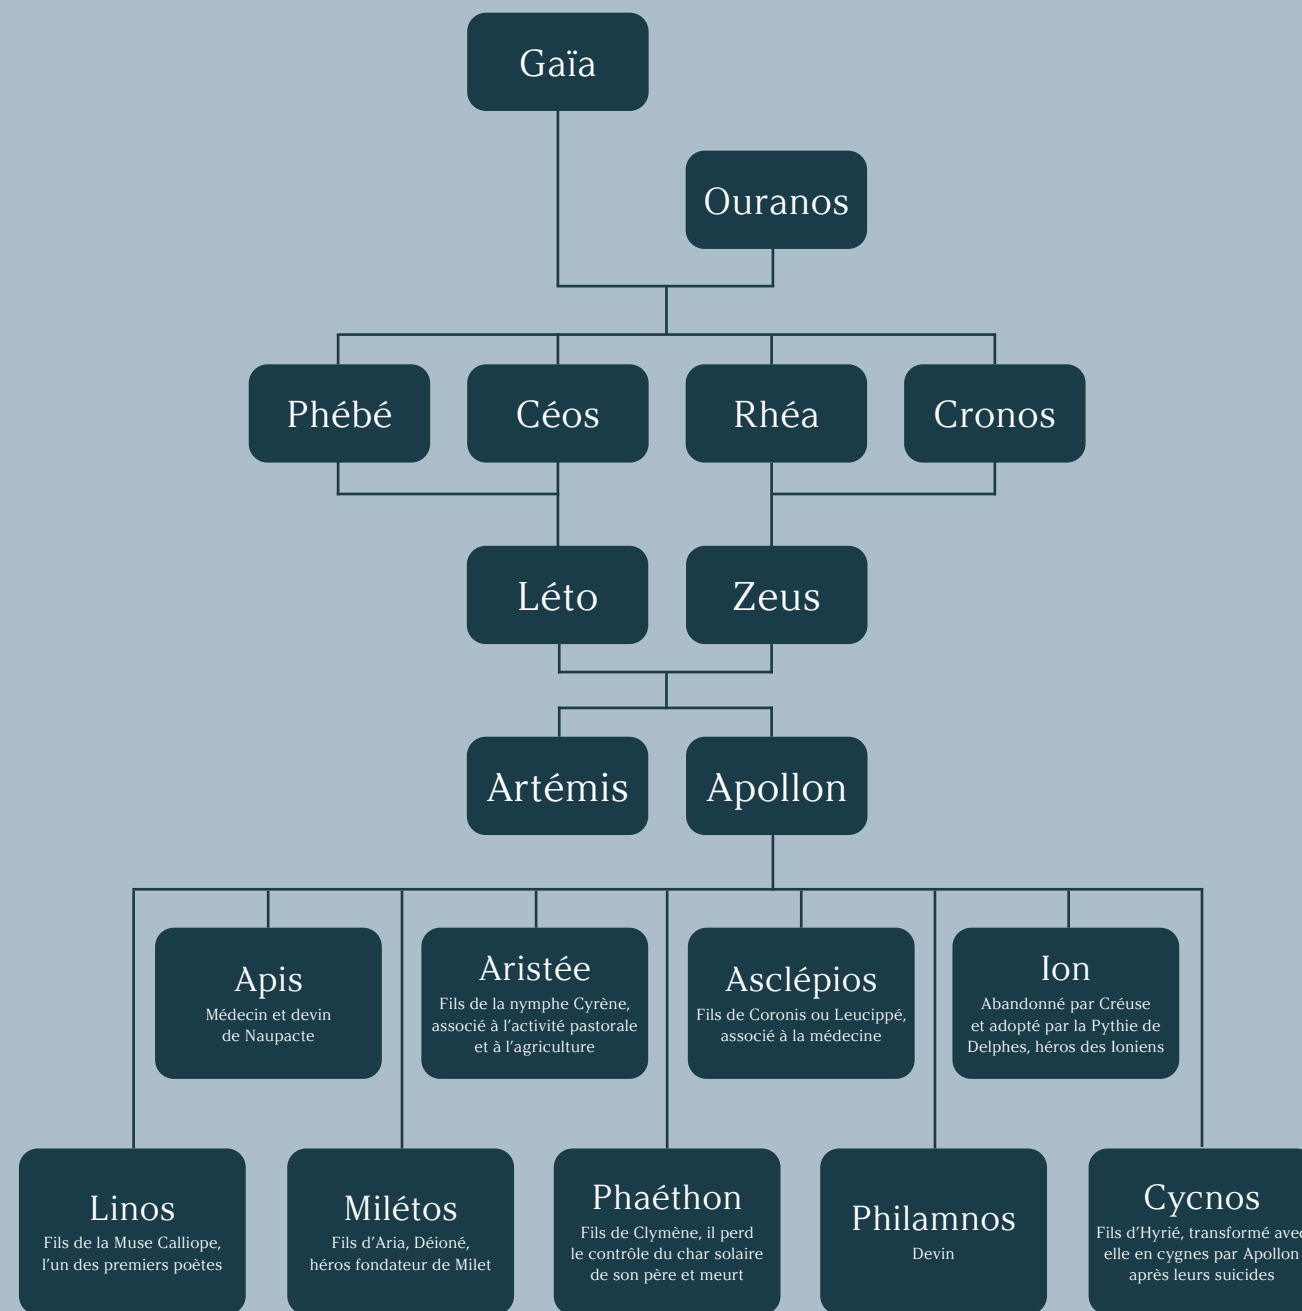 Gaïa
Ouranos
Phébé
Céos
Rhéa
Cronos
Léto
Zeus
Artémis
Apollon
Apis
Médecin et devin
de Naupacte
Aristée
Fils de la nymphe Cyrène,
associé à l’activité pastorale
et à l’agriculture
Asclépios
Fils de Coronis ou Leucippé,
associé à la médecine
Ion
Abandonné par Créuse
et adopté par la Pythie de
Delphes, héros des Ioniens
Linos
Fils de la Muse Calliope,
l’un des premiers poètes
Milétos
Fils d’Aria, Déioné,
héros fondateur de Milet
Phaéthon
Fils de Clymène, il perd
le contrôle du char solaire
de son père et meurt
Philamnos
Devin
Cycnos
Fils d’Hyrié, transformé avec
elle en cygnes par Apollon
après leurs suicides